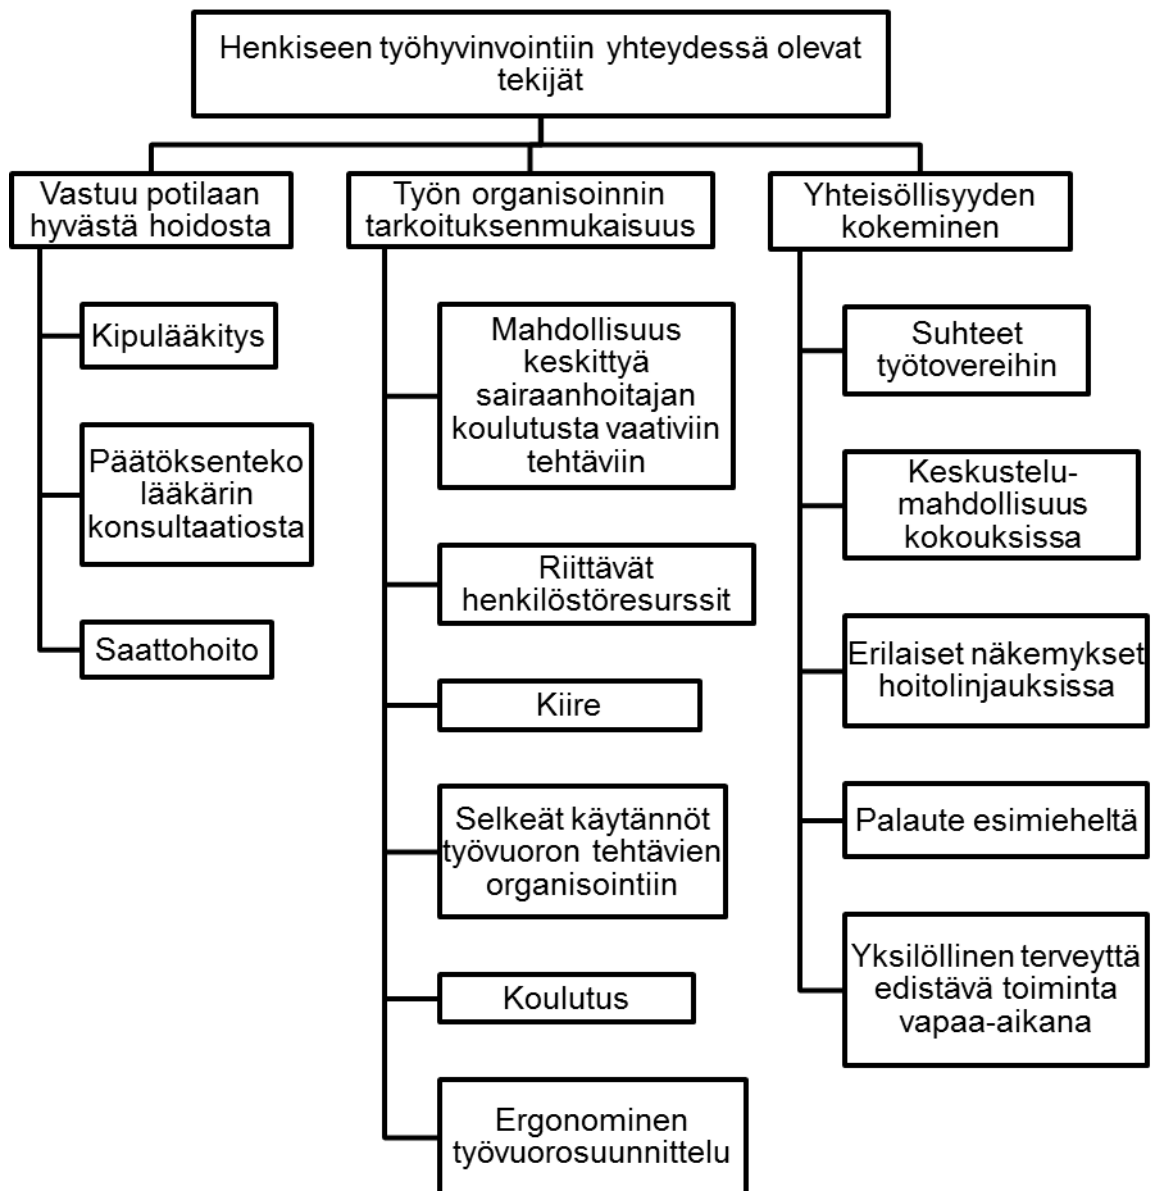 Henkiseen työhyvinvointiin yhteydessä olevat
tekijät
Vastuu potilaan
hyvästä hoidosta
Kipulääkitys
Päätöksenteko
lääkärin
konsultaatiosta
Saattohoito
Työn organisoinnin
tarkoituksenmukaisuus
Mahdollisuus
keskittyä
sairaanhoitajan
koulutusta vaativiin
tehtäviin
Riittävät
henkilöstöresurssit
Kiire
Selkeät käytännöt
työvuoron tehtävien
organisointiin
Koulutus
Ergonominen
työvuorosuunnittelu
Yhteisöllisyyden
kokeminen
Suhteet
työtovereihin
Keskustelu-
mahdollisuus
kokouksissa
Erilaiset näkemykset
hoitolinjauksissa
Palaute esimieheltä
Yksilöllinen terveyttä
edistävä toiminta
vapaa-aikana